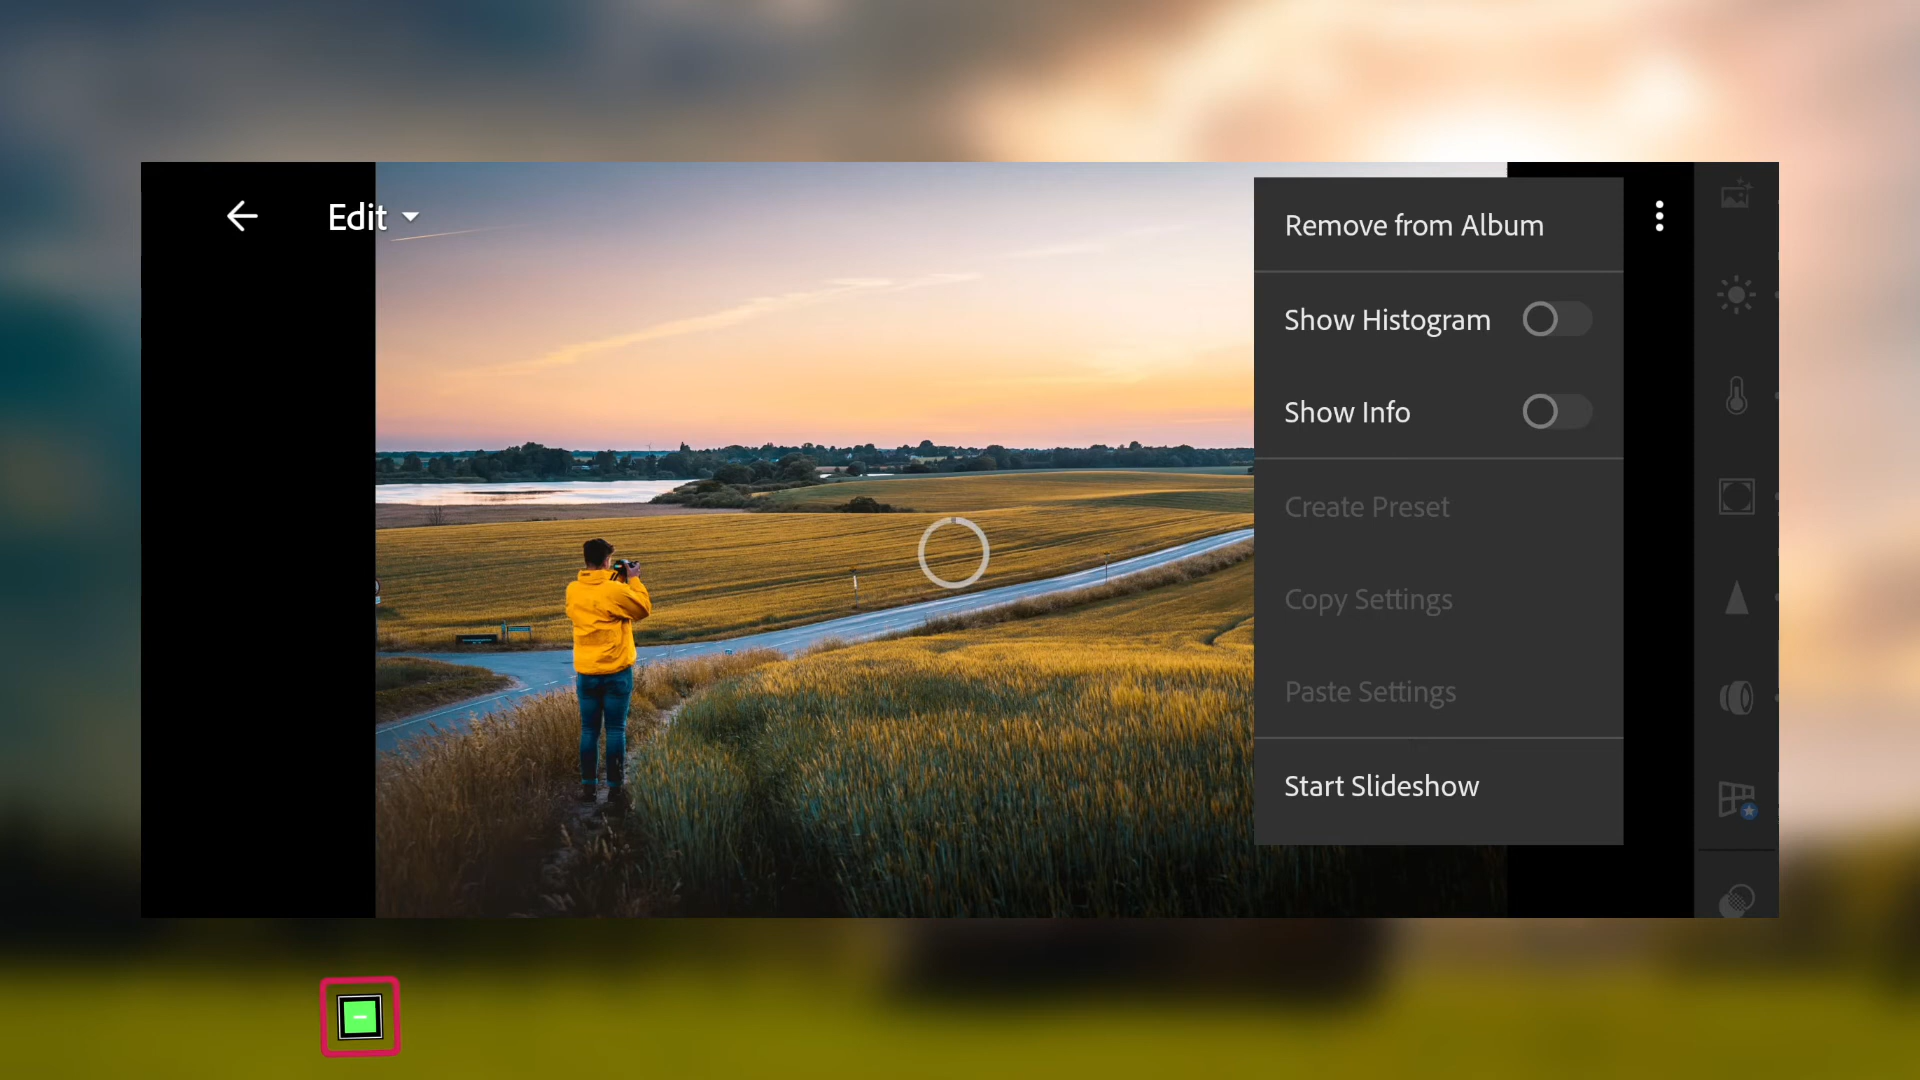 Edit
Remove from Album
Show Histogram
Show Info
Create Preset
Copy Settings
Paste Settings
Start Slideshow